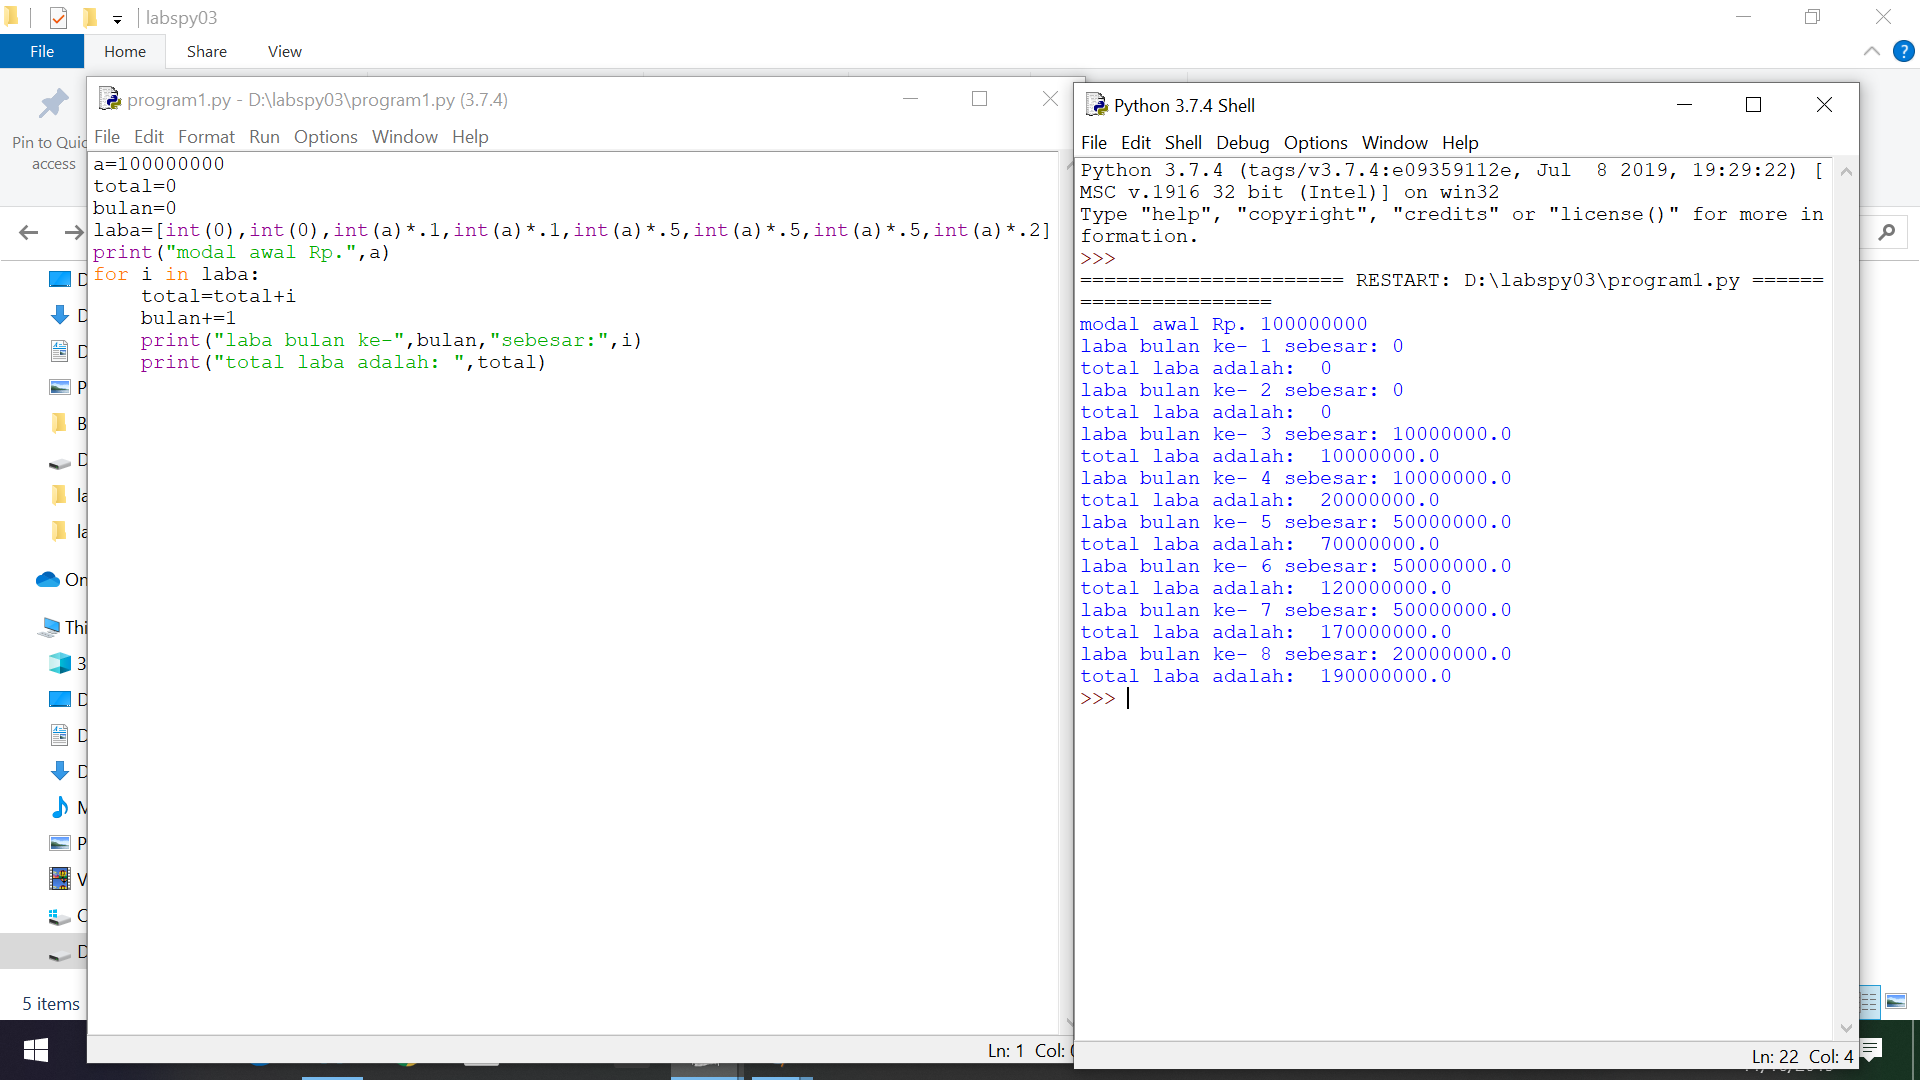 labspy03
File Home Share View
Pin to Quic
access
5 items
program1.py - D:\labspy03\program1.py (3.7.4)
File Edit Format Run Options Window Help
a=100000000
total=0
bulan=0
laba=[int(0),int(0),int(a)*.1,int(a)*.1,int(a)*.5,int(a)*.5,int(a)*.5,int(a)*.2]
print("modal awal Rp.",a)
for i in laba:
    total=total+i
    bulan+=1
    print("laba bulan ke-",bulan,"sebesar:",i)
    print("total laba adalah: ",total)
Ln: 1 Col: 0
Python 3.7.4 Shell
File Edit Shell Debug Options Window Help
Python 3.7.4 (tags/v3.7.4:e09359112e, Jul  8 2019, 19:29:22) [
MSC v.1916 32 bit (Intel)] on win32
Type "help", "copyright", "credits" or "license()" for more in
formation.
>>>
====================== RESTART: D:\labspy03\program1.py ======
================
modal awal Rp. 100000000
laba bulan ke- 1 sebesar: 0
total laba adalah:  0
laba bulan ke- 2 sebesar: 0
total laba adalah:  0
laba bulan ke- 3 sebesar: 10000000.0
total laba adalah:  10000000.0
laba bulan ke- 4 sebesar: 10000000.0
total laba adalah:  20000000.0
laba bulan ke- 5 sebesar: 50000000.0
total laba adalah:  70000000.0
laba bulan ke- 6 sebesar: 50000000.0
total laba adalah:  120000000.0
laba bulan ke- 7 sebesar: 50000000.0
total laba adalah:  170000000.0
laba bulan ke- 8 sebesar: 20000000.0
total laba adalah:  190000000.0
>>>
Ln: 22 Col: 4